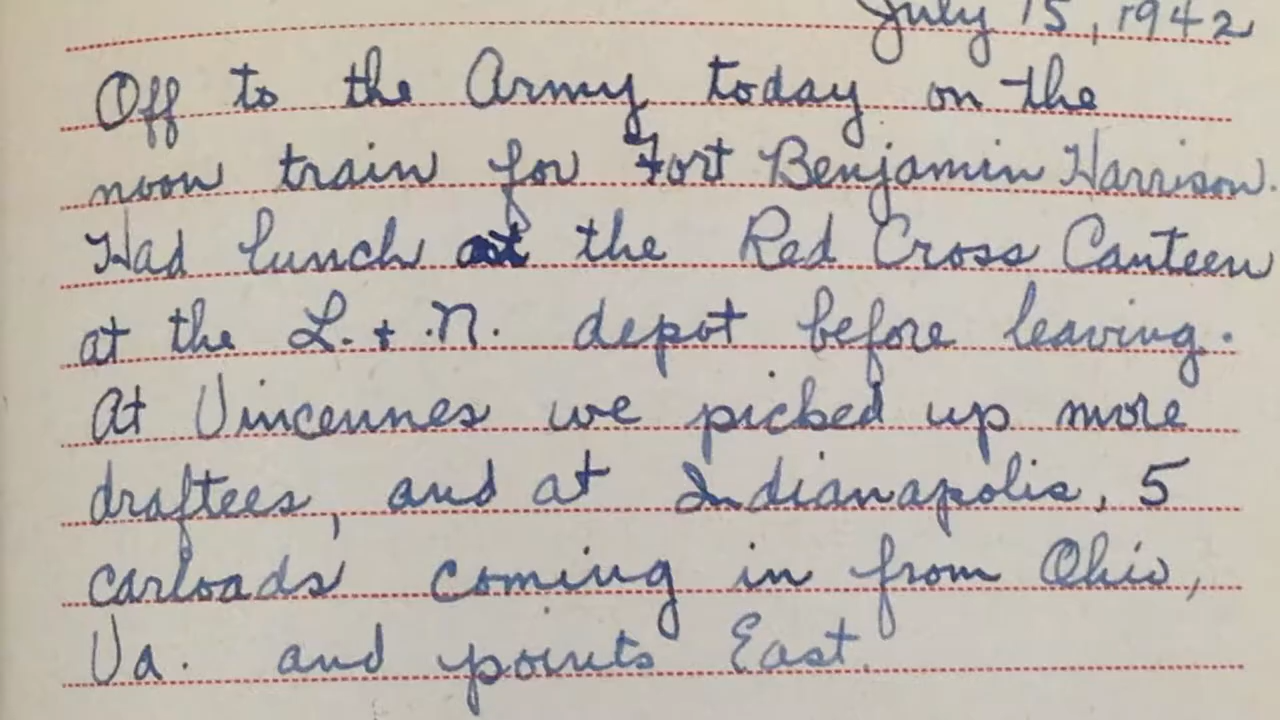 July 15, 1942
Off to the Army today on the
noon train for Fort Benjamin Harrison.
Had lunch at the Red Cross Canteen
at the L. + N. depot before leaving.
At Vincennes we picked up more
draftees, and at Indianapolis, 5
carloads coming in from Ohio,
Va. and points East.